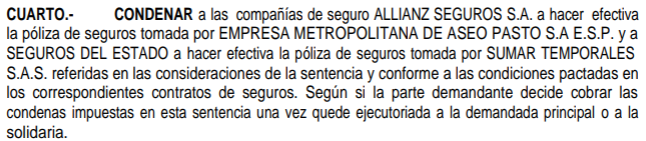 CUARTO.- CONDENAR a las compañías de seguro ALLIANZ SEGUROS S.A. a hacer efectiva
la póliza de seguros tomada por EMPRESA METROPOLITANA DE ASEO PASTO S.A E.S.P. y a
SEGUROS DEL ESTADO a hacer efectiva la póliza de seguros tomada por SUMAR TEMPORALES
S.A.S. referidas en las consideraciones de la sentencia y conforme a las condiciones pactadas en
los correspondientes contratos de seguros. Según si la parte demandante decide cobrar las
condenas impuestas en esta sentencia una vez quede ejecutoriada a la demandada principal o a la
solidaria.